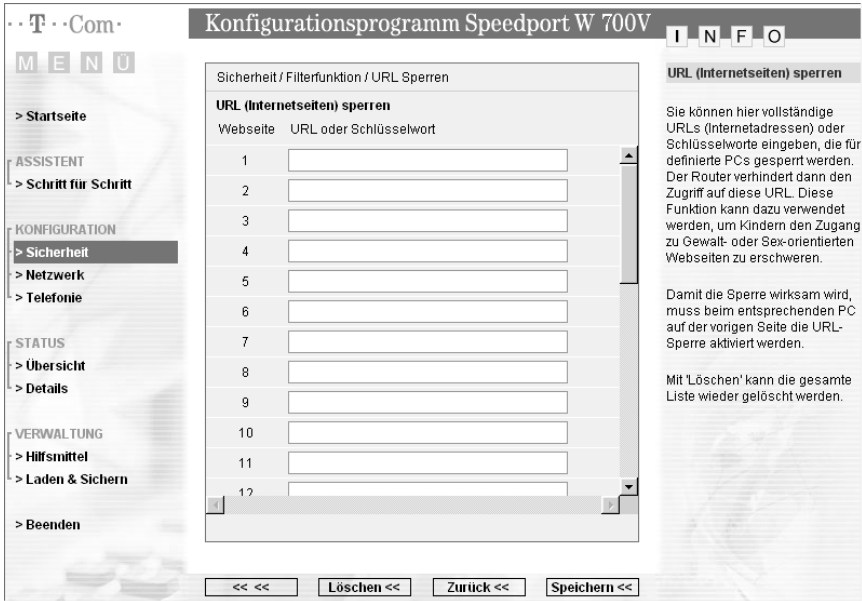 ··T··Com·
Konfigurationsprogramm Speedport W 700V
INFO
MENÜ
> Startseite
ASSISTENT
> Schritt für Schritt
KONFIGURATION
> Sicherheit
> Netzwerk
> Telefonie
STATUS
> Übersicht
> Details
VERWALTUNG
> Hilfsmittel
> Laden & Sichern
> Beenden
Sicherheit / Filterfunktion / URL Sperren
URL (Internetseiten) sperren
Webseite URL oder Schlüsselwort
1
2
3
4
5
6
7
8
9
10
11
12
<< <<
Löschen <<
Zurück <<
Speichern <<
URL (Internetseiten) sperren
Sie können hier vollständige
URLs (Internetadressen) oder
Schlüsselworte eingeben, die für
definierte PCs gesperrt werden.
Der Router verhindert dann den
Zugriff auf diese URL. Diese
Funktion kann dazu verwendet
werden, um Kindern den Zugang
zu Gewalt- oder Sex-orientierten
Webseiten zu erschweren.
Damit die Sperre wirksam wird,
muss beim entsprechenden PC
auf der vorigen Seite die URL-
Sperre aktiviert werden.
Mit 'Löschen' kann die gesamte
Liste wieder gelöscht werden.